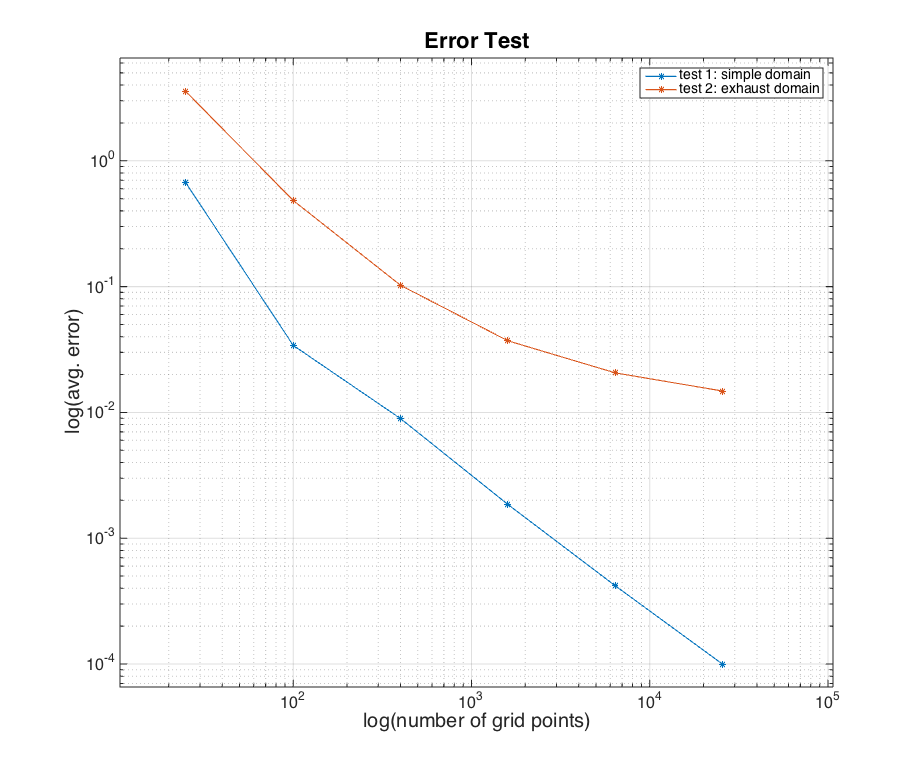 Error Test
test 1: simple domain
test 2: exhaust domain
log(avg. error)
10^0
10^-1
10^-2
10^-3
10^-4
10^2
10^3
10^4
10^5
log(number of grid points)